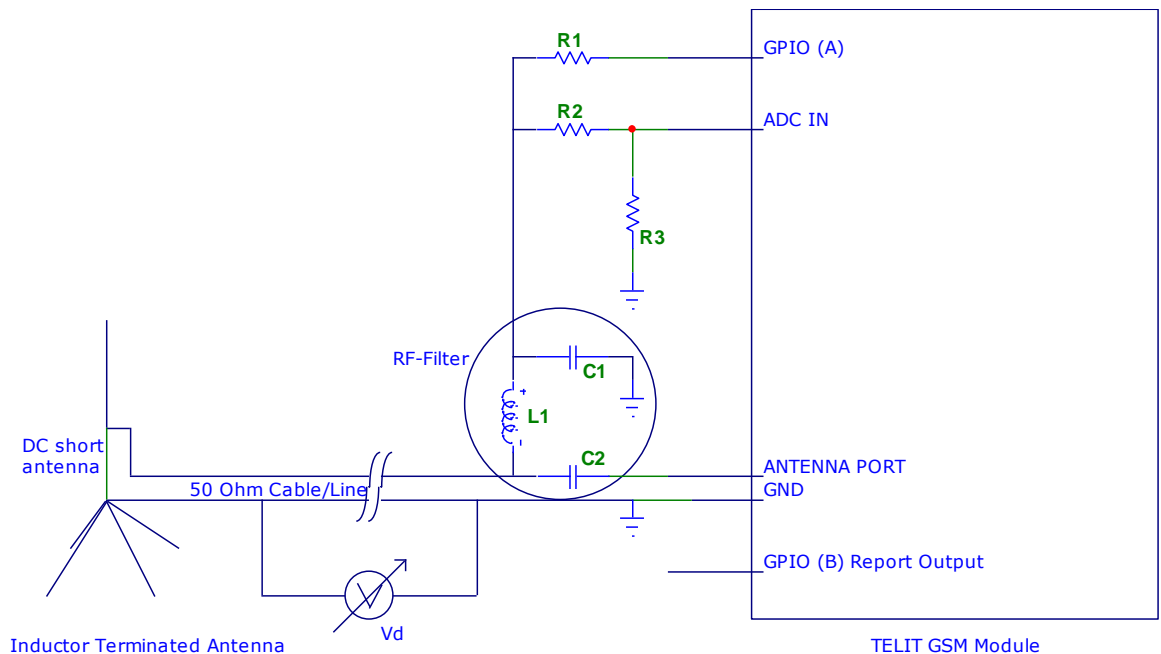 R1
GPIO (A)
R2
ADC IN
R3
RF-Filter
C1
+
L1
-
DC short
antenna
C2
ANTENNA PORT
50 Ohm Cable/Line
GND
GPIO (B) Report Output
V
Vd
Inductor Terminated Antenna
TELIT GSM Module